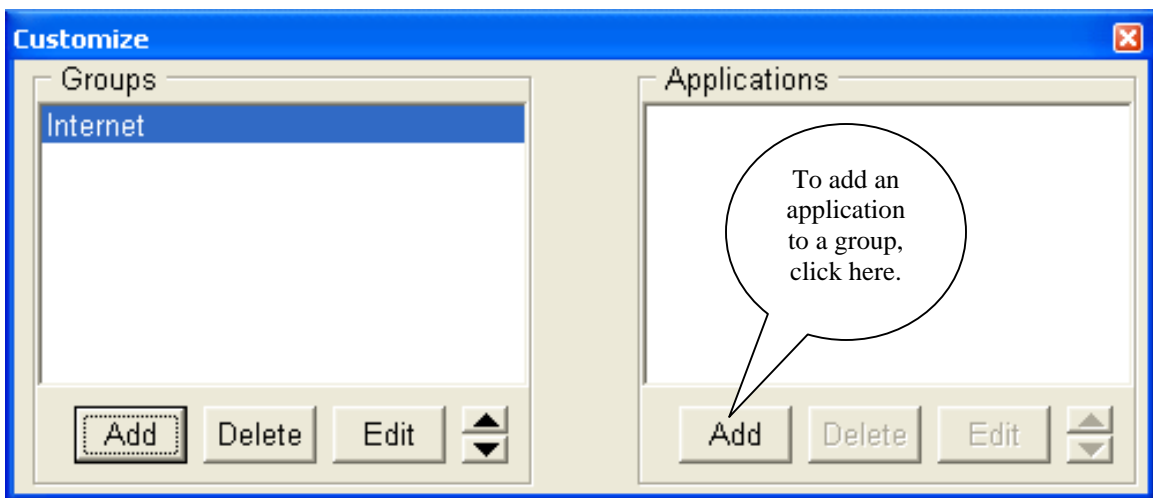 Customize
Groups
Internet
Add Delete Edit
Applications
To add an
application
to a group,
click here.
Add Delete Edit